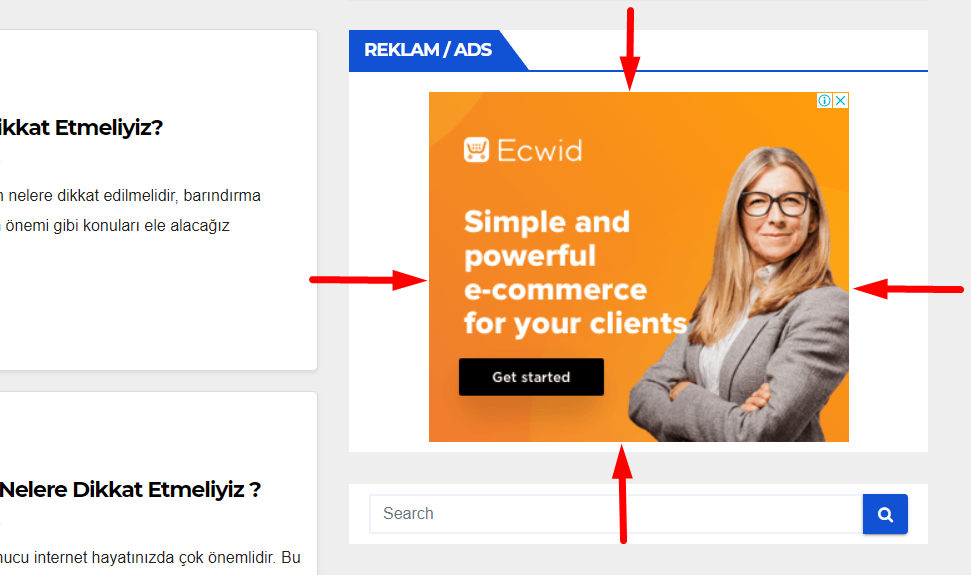 ikkat Etmeliyiz?
nelere dikkat edilmelidir, barındırma
önemi gibi konuları ele alacağız
Nelere Dikkat Etmeliyiz ?
nucu internet hayatınızda çok önemlidir. Bu
REKLAM / ADS
Ecwid
Simple and
powerful
e-commerce
for your clients
Get started
Search